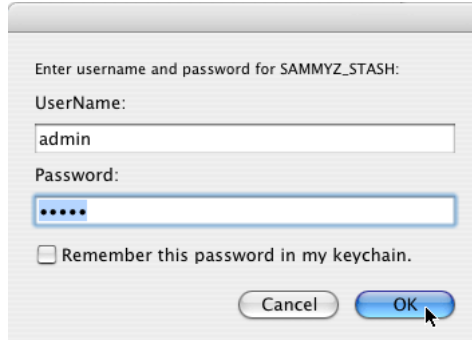 Enter username and password for SAMMYZ_STASH:
UserName:
admin
Password:
•••••
Remember this password in my keychain.
Cancel OK